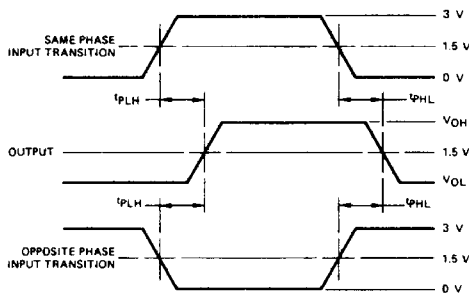 3 V
SAME PHASE
INPUT TRANSITION
1.5 V
0 V
tPLH
tPHL
VOH
OUTPUT
1.5 V
VOL
tPLH
tPHL
3 V
OPPOSITE PHASE
INPUT TRANSITION
1.5 V
0 V